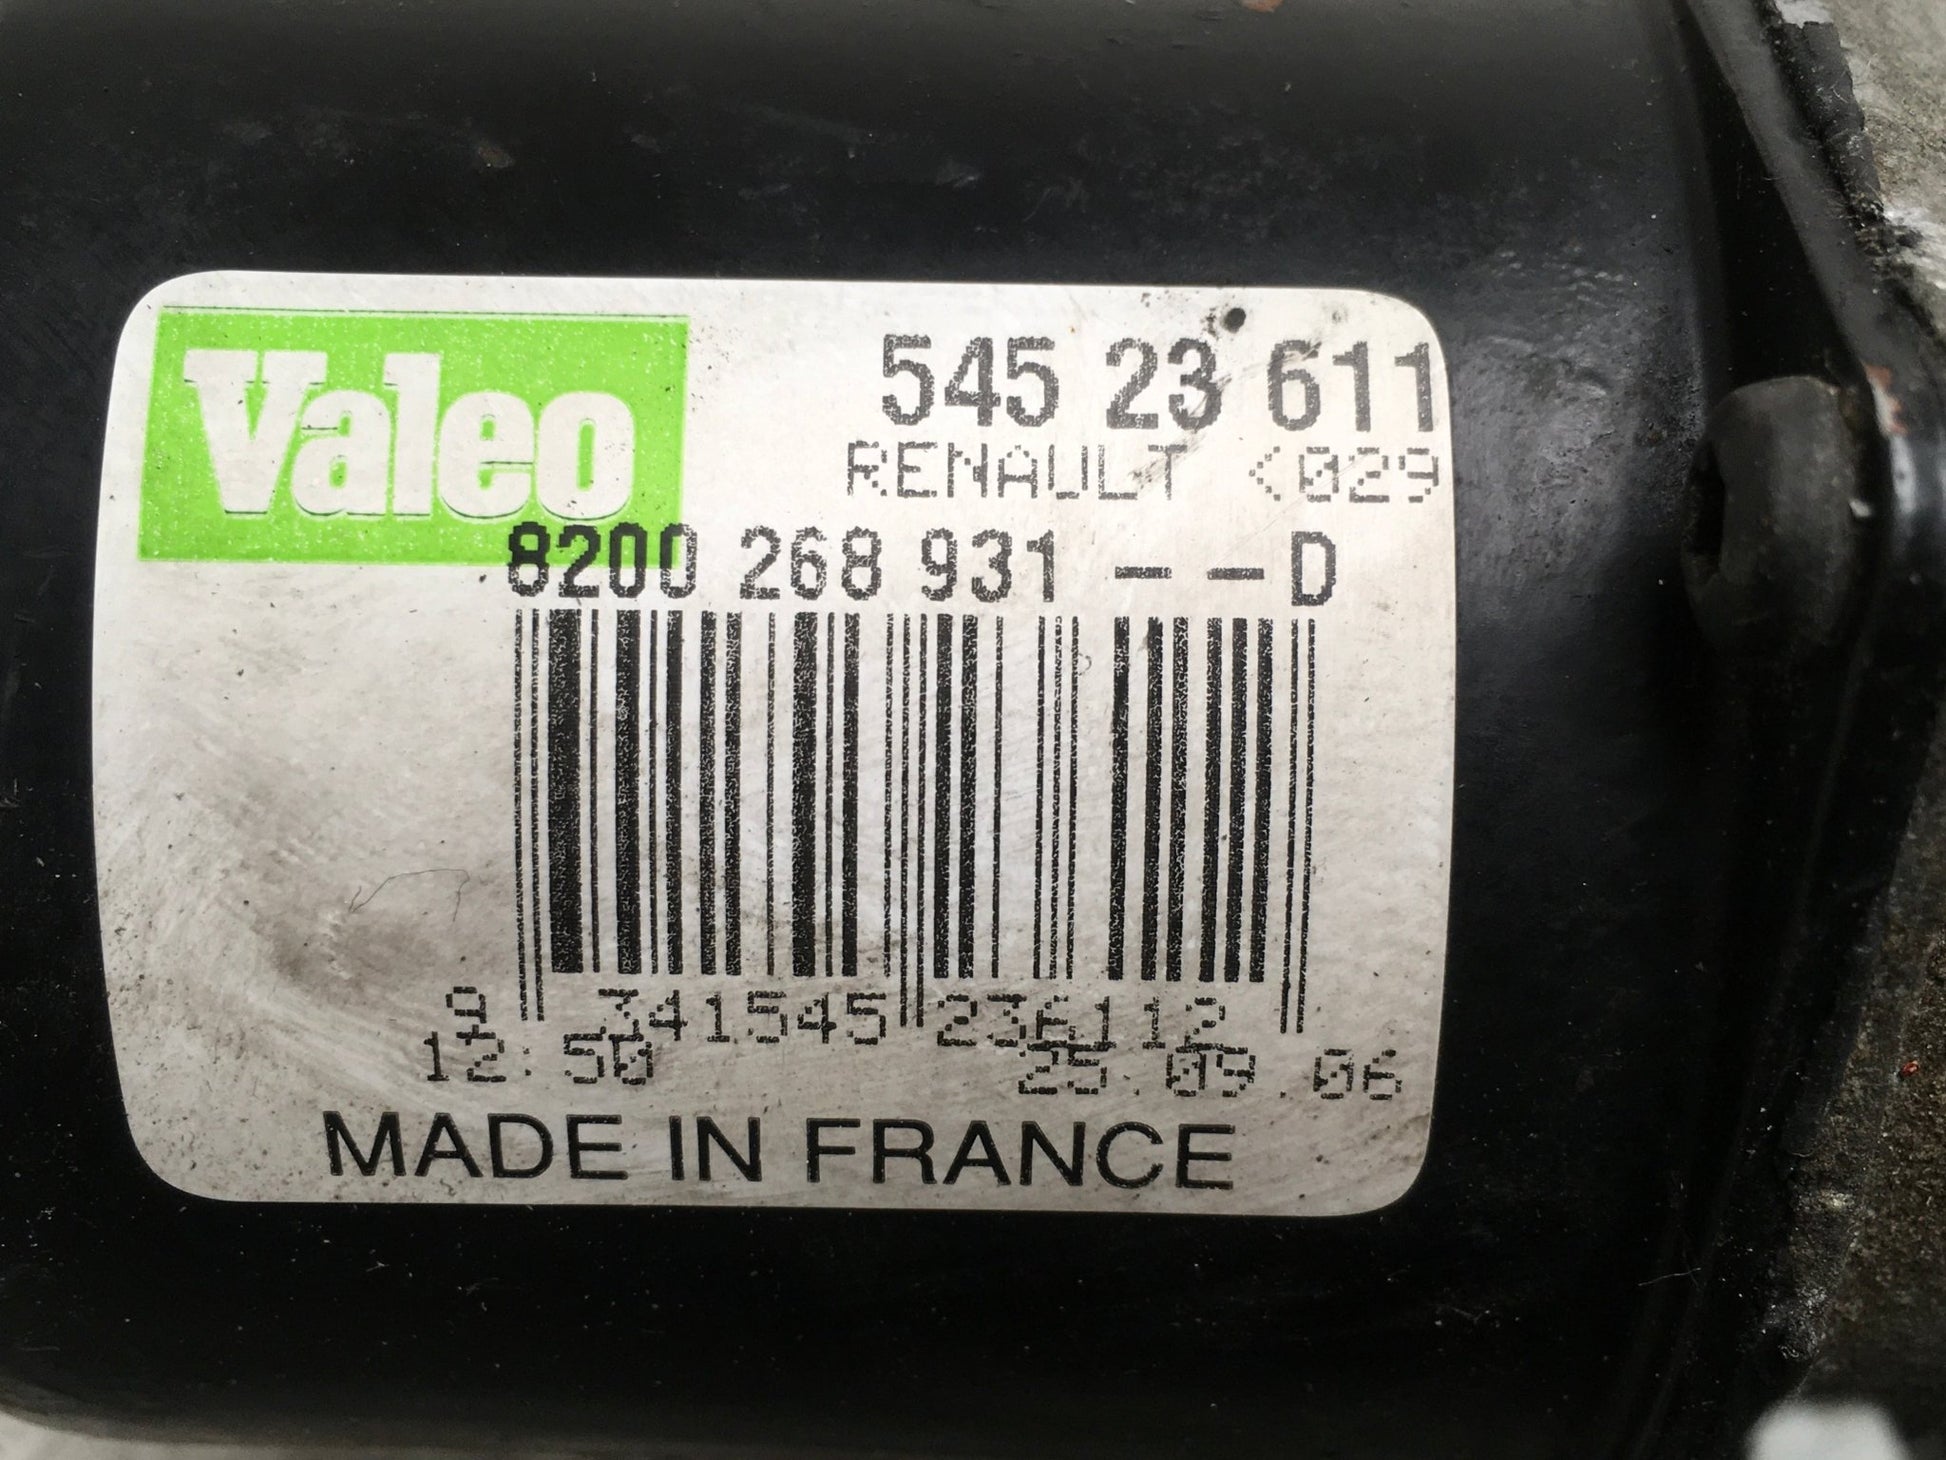 Valeo
545 23 611
RENAULT <029
8200 268 931 -- D
9 341545 236112
12:50 25.09.06
MADE IN FRANCE